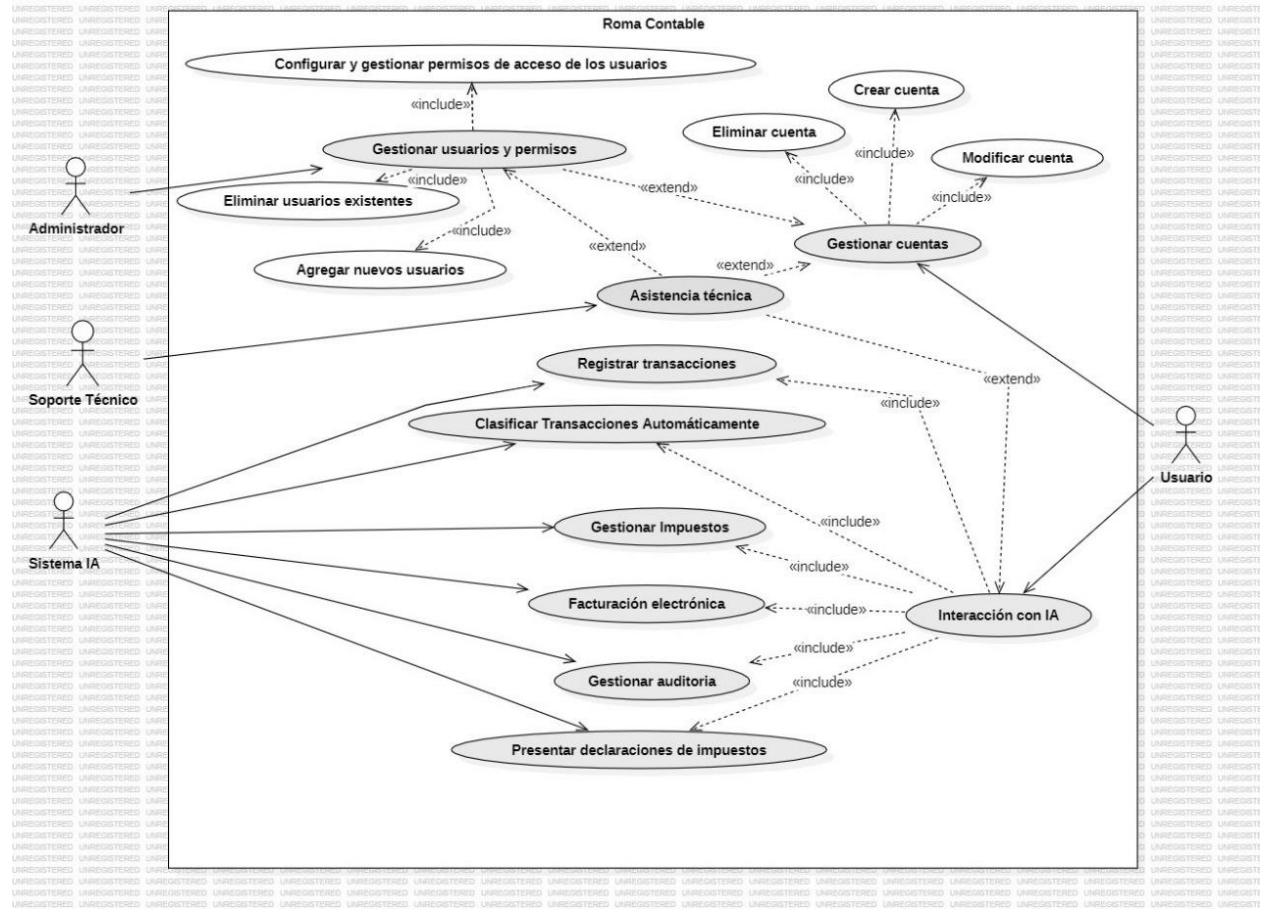 Roma Contable
Configurar y gestionar permisos de acceso de los usuarios
«include»
Crear cuenta
Eliminar cuenta
«include»
Modificar cuenta
Gestionar usuarios y permisos
«include»
«include»
«extend»
«include»
Eliminar usuarios existentes
Administrador
«include»
«extend»
Gestionar cuentas
Agregar nuevos usuarios
«extend»
Asistencia técnica
Registrar transacciones
«extend»
Soporte Técnico
«include»
Clasificar Transacciones Automáticamente
Usuario
Gestionar Impuestos
«include»
Sistema IA
«include»
Facturación electrónica
«include»
Interacción con IA
«include»
Gestionar auditoria
«include»
Presentar declaraciones de impuestos
UNREGISTERED